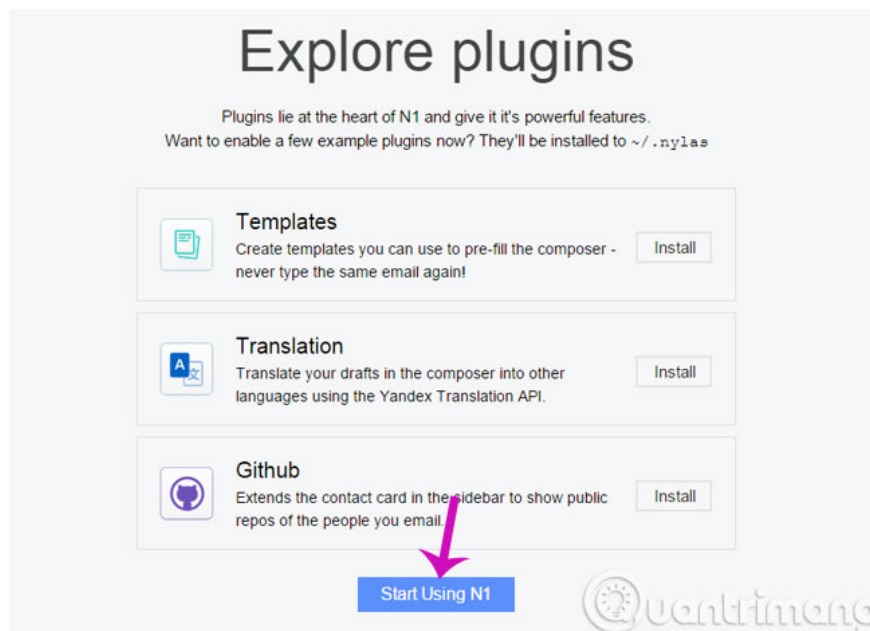 Explore plugins
Plugins lie at the heart of N1 and give it it's powerful features.
Want to enable a few example plugins now? They'll be installed to ~/.nylas
Templates
Create templates you can use to pre-fill the composer -
never type the same email again!
Install
A
文
Translation
Translate your drafts in the composer into other
languages using the Yandex Translation API.
Install
Github
Extends the contact card in the sidebar to show public
repos of the people you email.
Install
Start Using N1
Quantrimang